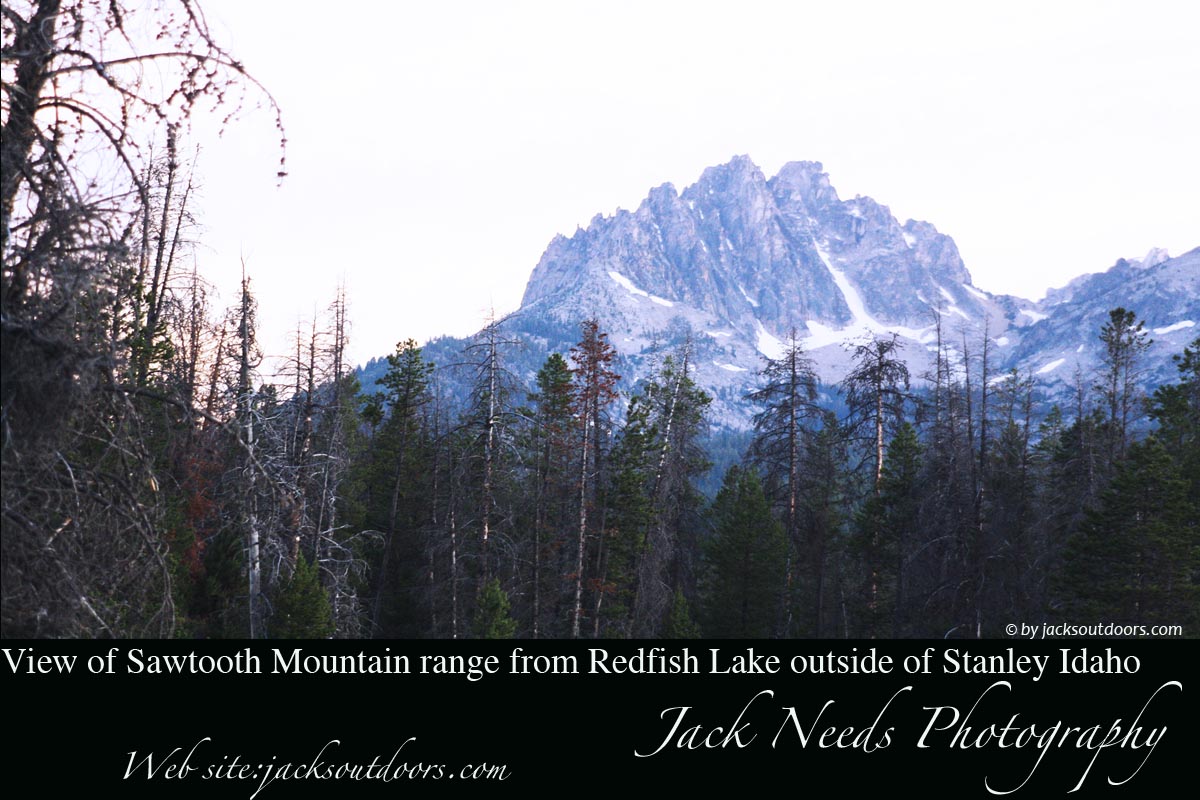 © by jacksoutdoors.com
View of Sawtooth Mountain range from Redfish Lake outside of Stanley Idaho
Jack Needs Photography
Web site:jacksoutdoors.com